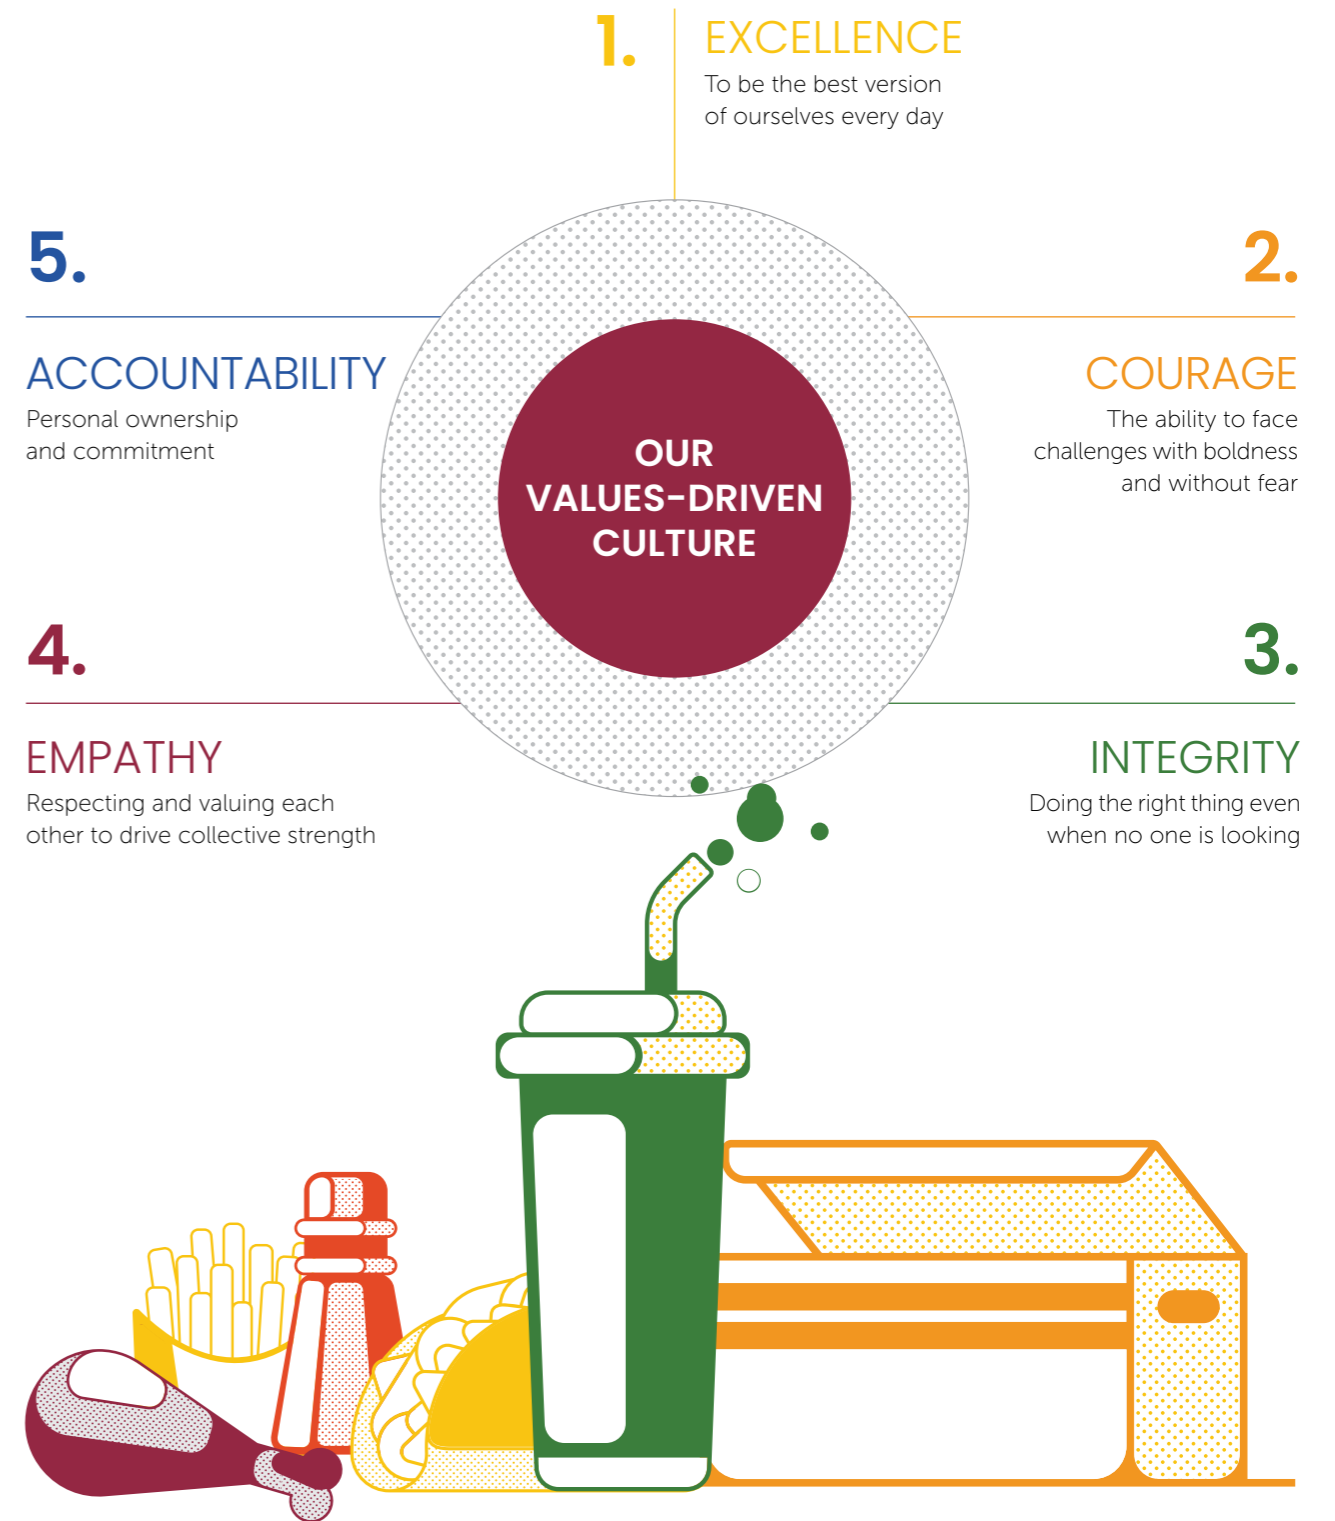 1.
EXCELLENCE
To be the best version
of ourselves every day
2.
COURAGE
The ability to face
challenges with boldness
and without fear
3.
INTEGRITY
Doing the right thing even
when no one is looking
4.
EMPATHY
Respecting and valuing each
other to drive collective strength
5.
ACCOUNTABILITY
Personal ownership
and commitment
OUR
VALUES-DRIVEN
CULTURE